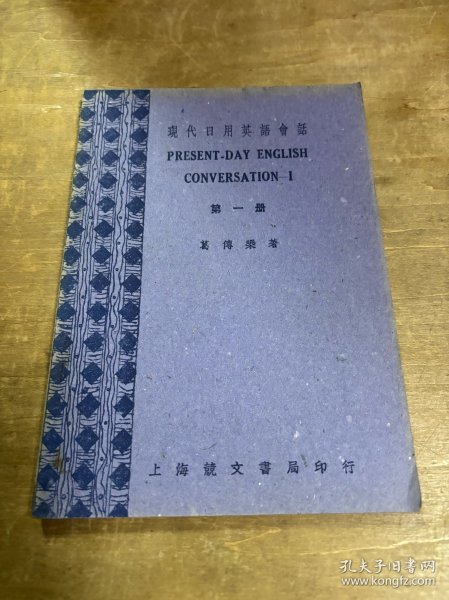 現代日用英語會話
PRESENT-DAY ENGLISH
CONVERSATION I
第一册
葛傳槼著
上海競文書局印行
孔夫子旧书网
www.kongfz.com